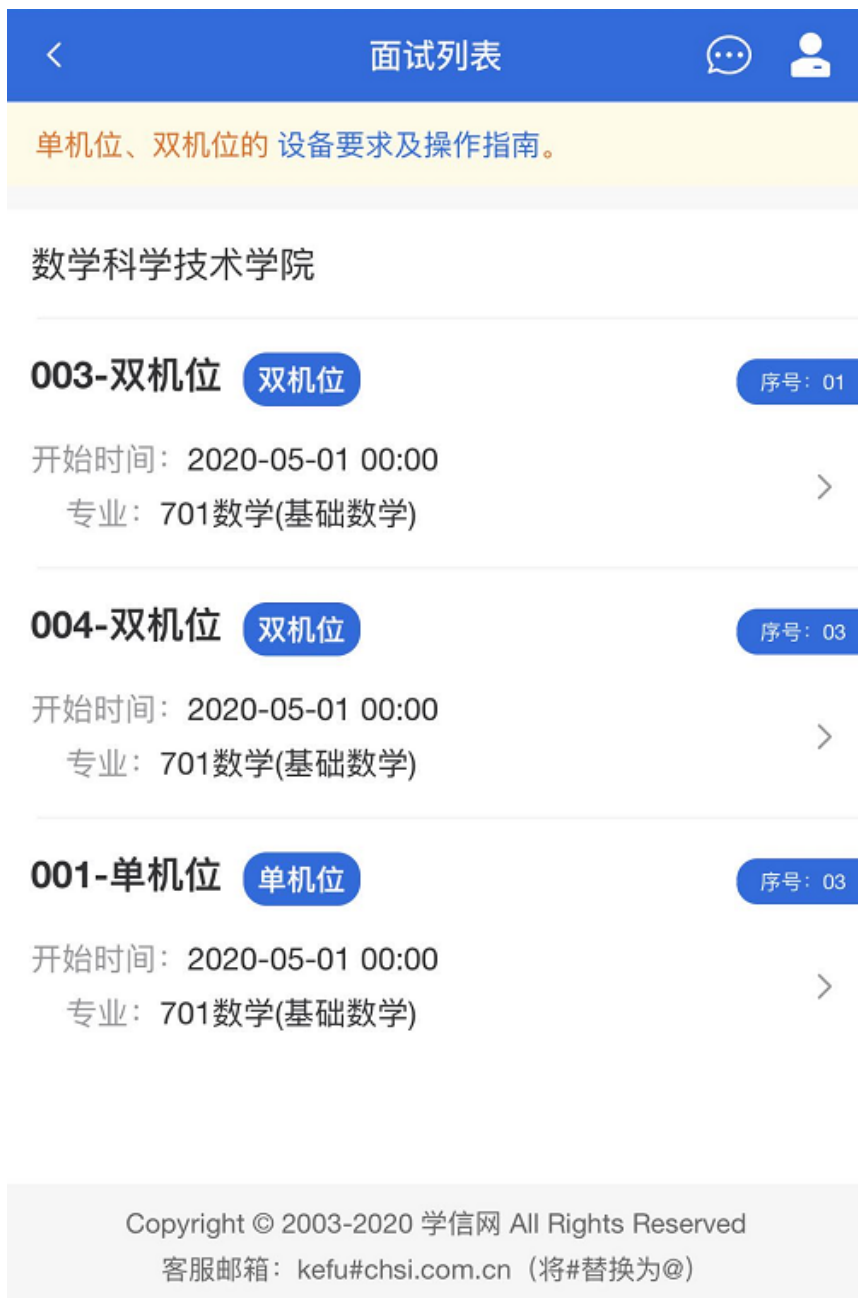 面试列表
单机位、双机位的 设备要求及操作指南。
数学科学技术学院
003-双机位 双机位 序号：01
开始时间：2020-05-01 00:00
专业：701数学(基础数学)
004-双机位 双机位 序号：03
开始时间：2020-05-01 00:00
专业：701数学(基础数学)
001-单机位 单机位 序号：03
开始时间：2020-05-01 00:00
专业：701数学(基础数学)
Copyright © 2003-2020 学信网 All Rights Reserved
客服邮箱：kefu#chsi.com.cn（将#替换为@）